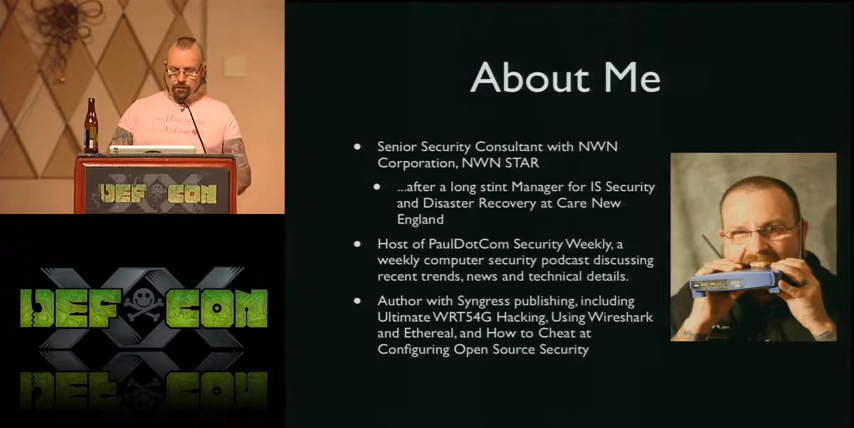 About Me
Senior Security Consultant with NWN
Corporation, NWN STAR
...after a long stint Manager for IS Security
and Disaster Recovery at Care New
England
Host of PaulDotCom Security Weekly, a
weekly computer security podcast discussing
recent trends, news and technical details.
Author with Syngress publishing, including
Ultimate WRT54G Hacking, Using Wireshark
and Ethereal, and How to Cheat at
Configuring Open Source Security
DEF CON
DEF CON
XX